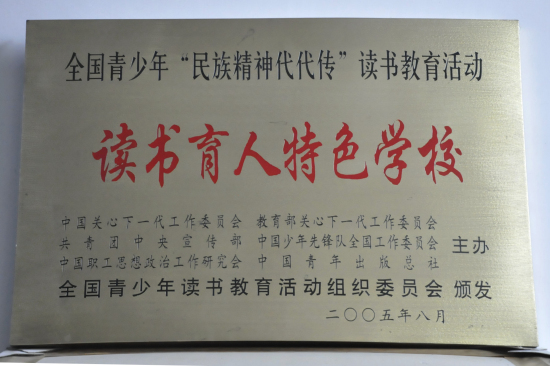 全国青少年“民族精神代代传”读书教育活动
读书育人特色学校
中国关心下一代工作委员会 教育部关心下一代工作委员会
共青团中央宣传部 中国少年先锋队全国工作委员会 主办
中国职工思想政治工作研究会 中国青年出版总社
全国青少年读书教育活动组织委员会 颁发
二〇〇五年八月